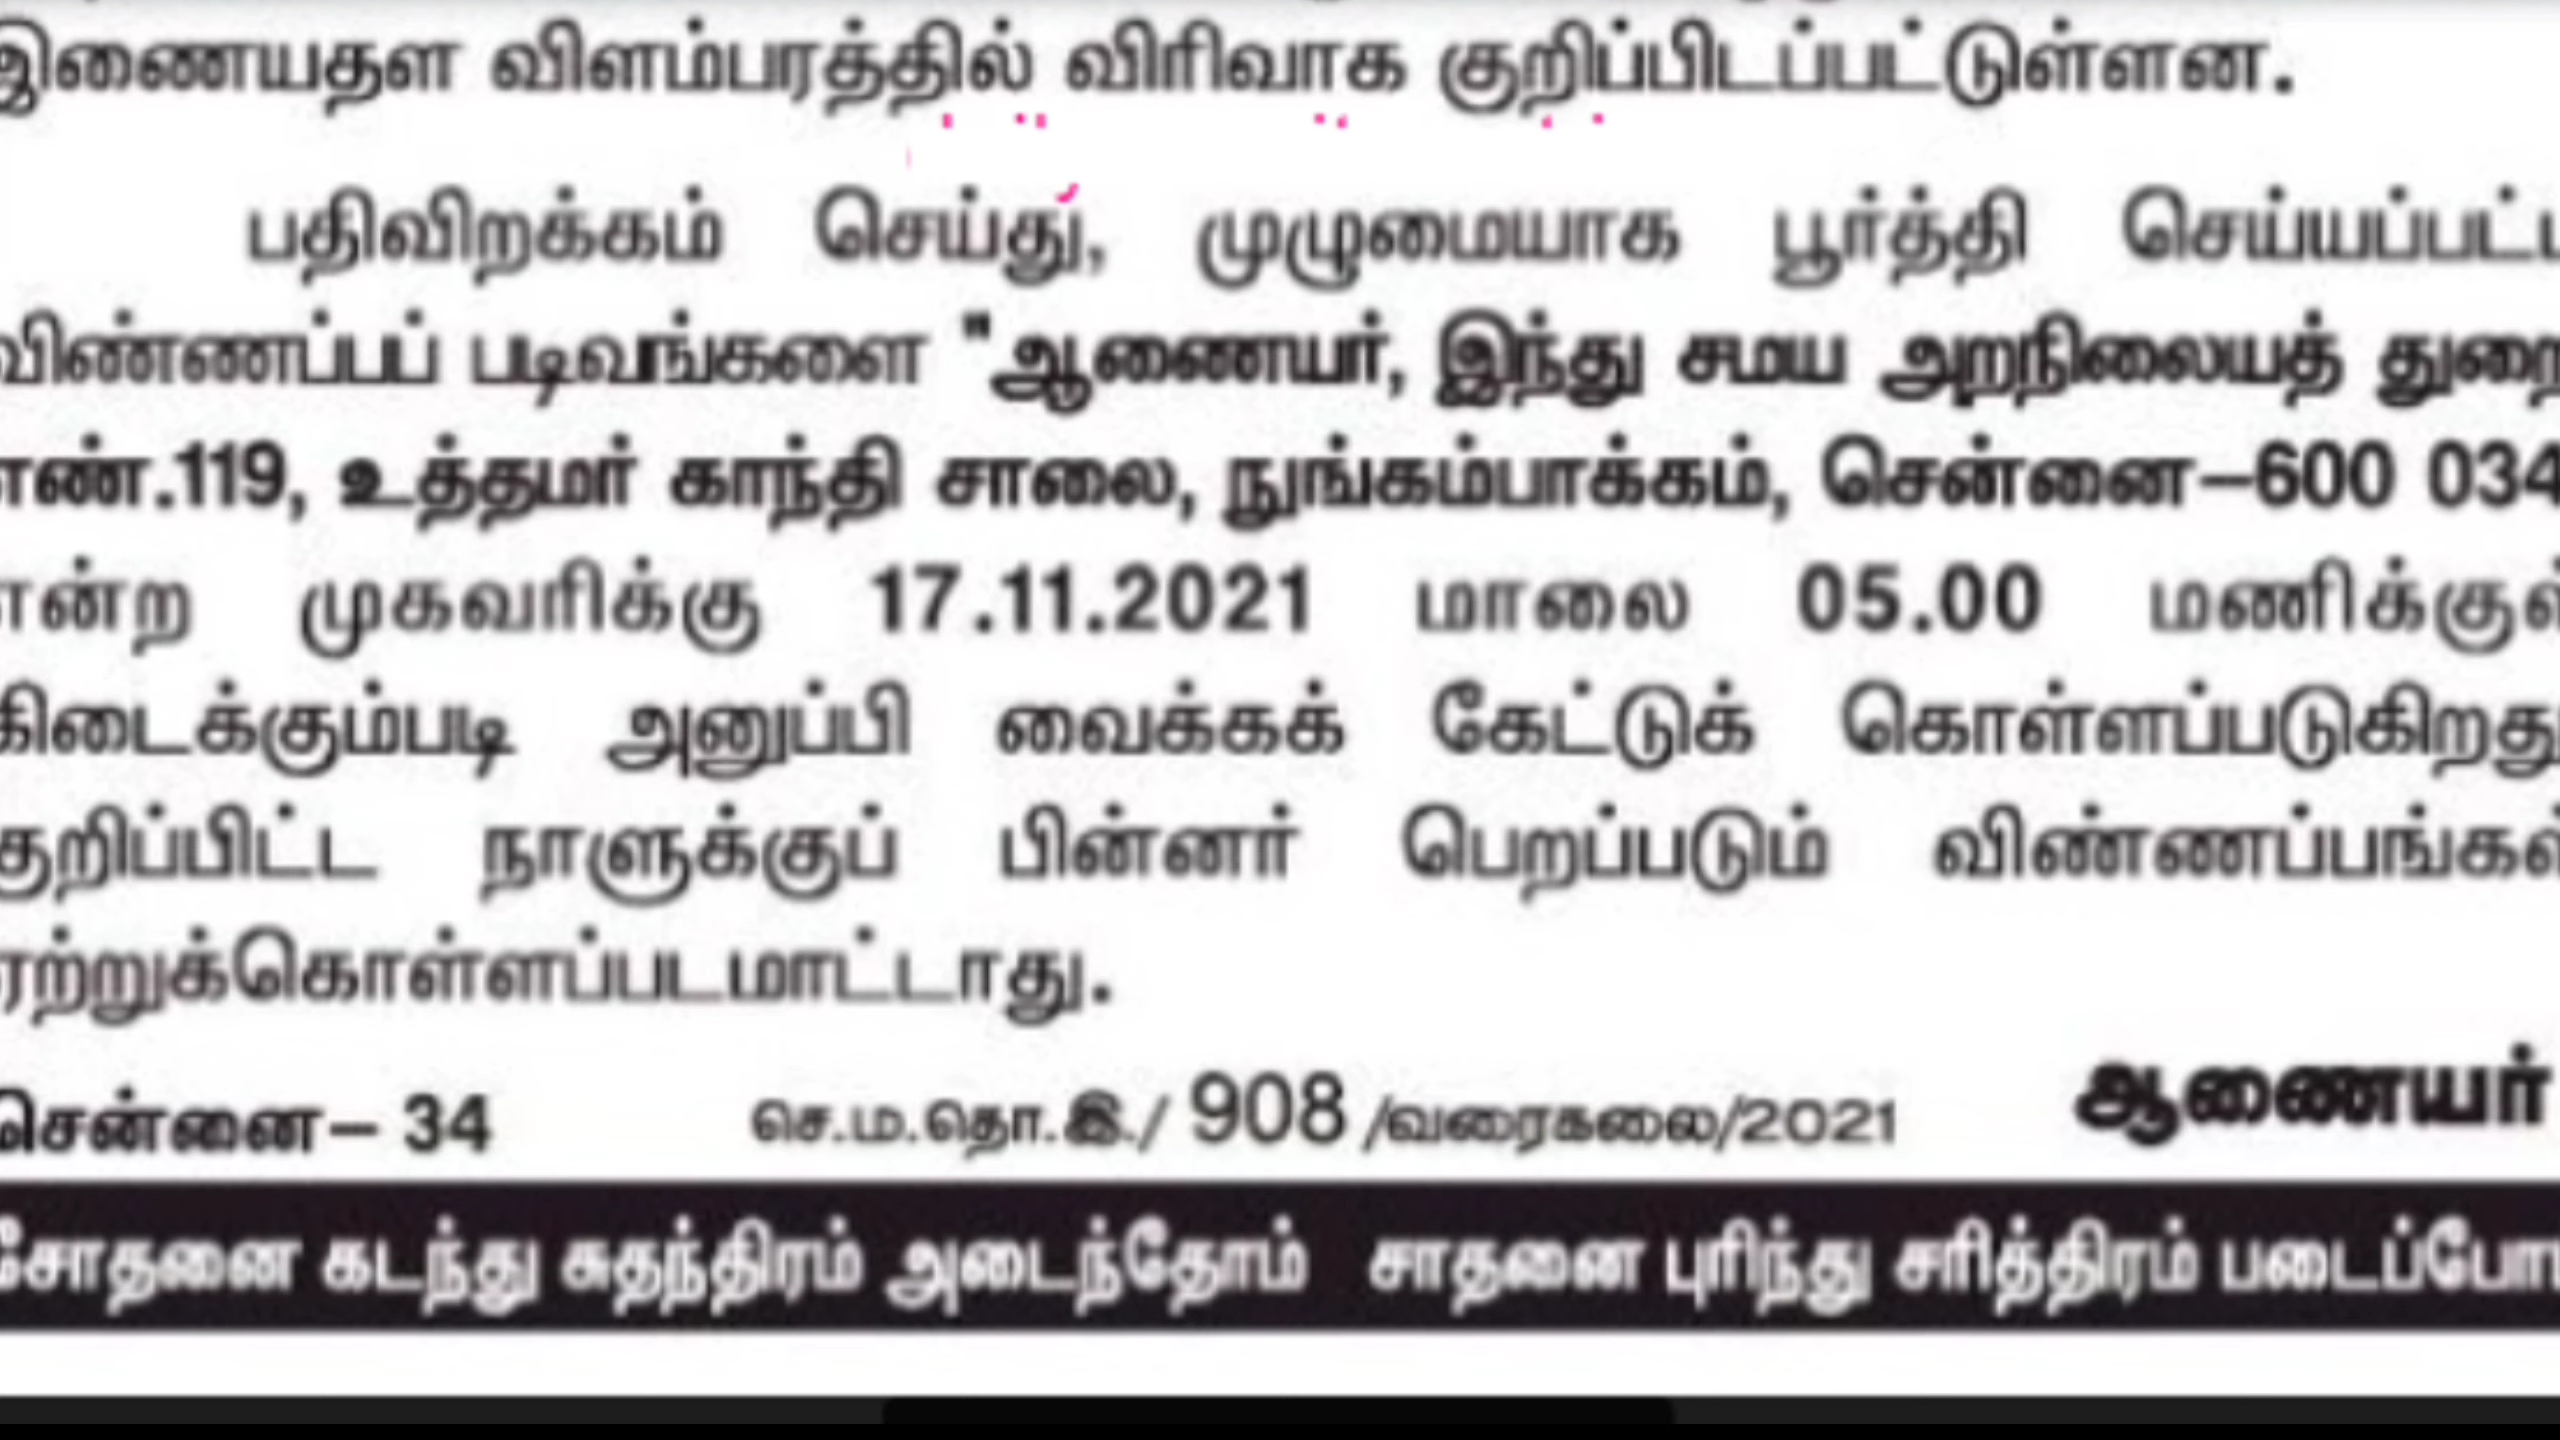 இணையதள விளம்பரத்தில் விரிவாக குறிப்பிடப்பட்டுள்ளன.
பதிவிறக்கம் செய்து, முழுமையாக பூர்த்தி செய்யப்பட்ட
விண்ணப்பப் படிவங்களை "ஆணையர், இந்து சமய அறநிலையத் துறை
எண்.119, உத்தமர் காந்தி சாலை, நுங்கம்பாக்கம், சென்னை–600 034
என்ற முகவரிக்கு 17.11.2021 மாலை 05.00 மணிக்குள்
கிடைக்கும்படி அனுப்பி வைக்கக் கேட்டுக் கொள்ளப்படுகிறது
குறிப்பிட்ட நாளுக்குப் பின்னர் பெறப்படும் விண்ணப்பங்கள்
ஏற்றுக்கொள்ளப்படமாட்டாது.
சென்னை– 34 செ.ம.தொ.இ./ 908 /வரைகலை/2021 ஆணையர்
சோதனை கடந்து சுதந்திரம் அடைந்தோம் சாதனை புரிந்து சரித்திரம் படைப்போ